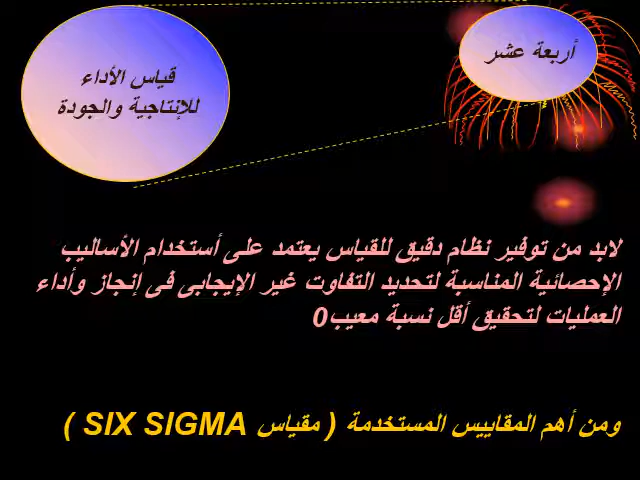 أربعة عشر
قياس الأداء
للإنتاجية والجودة
لابد من توفير نظام دقيق للقياس يعتمد على أستخدام الأساليب
الإحصائية المناسبة لتحديد التفاوت غير الإيجابى فى إنجاز وأداء
العمليات لتحقيق أقل نسبة معيب0
ومن أهم المقاييس المستخدمة ( مقياس SIX SIGMA )